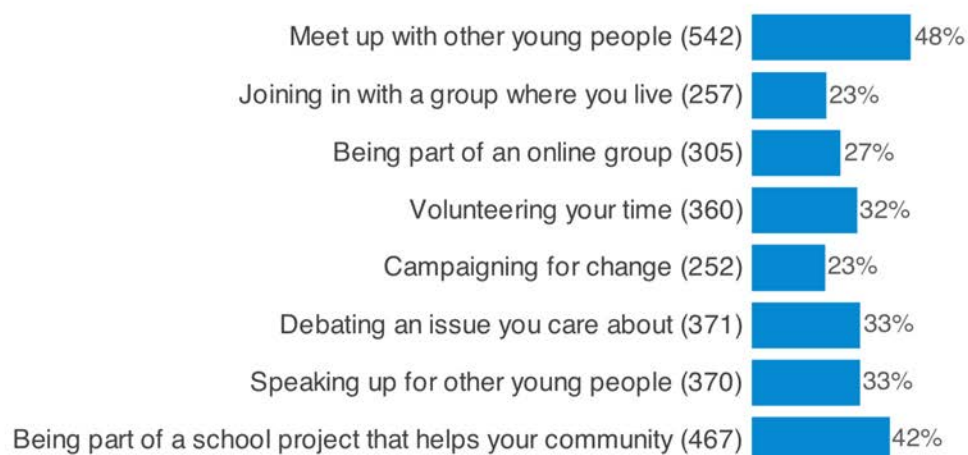 Meet up with other young people (542) 48%
Joining in with a group where you live (257) 23%
Being part of an online group (305) 27%
Volunteering your time (360) 32%
Campaigning for change (252) 23%
Debating an issue you care about (371) 33%
Speaking up for other young people (370) 33%
Being part of a school project that helps your community (467) 42%